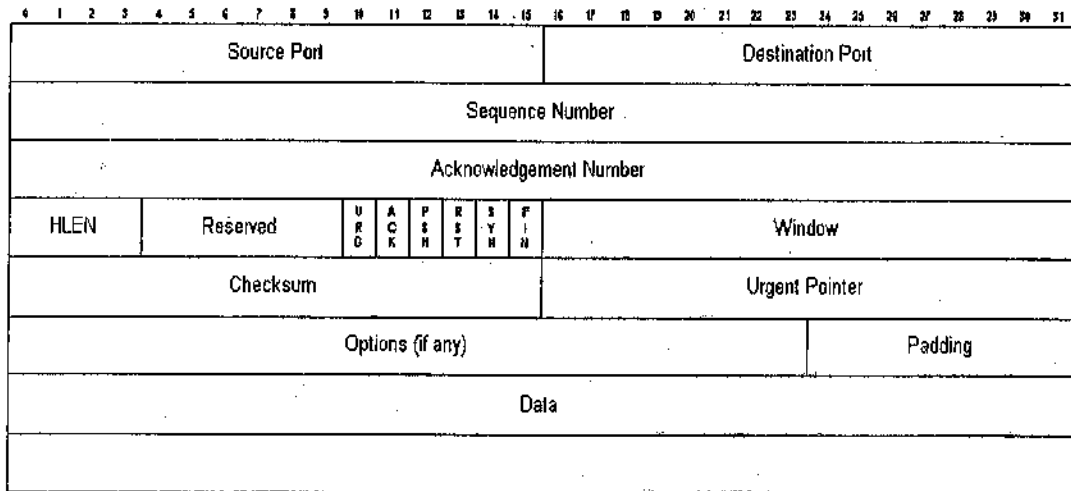 0 1 2 3 4 5 6 7 8 9 10 11 12 13 14 15 16 17 18 19 20 21 22 23 24 25 26 27 28 29 30 31
Source Port Destination Port
Sequence Number
Acknowledgement Number
HLEN Reserved URG ACK PSH RST SYN FIN Window
Checksum Urgent Pointer
Options (if any) Padding
Data